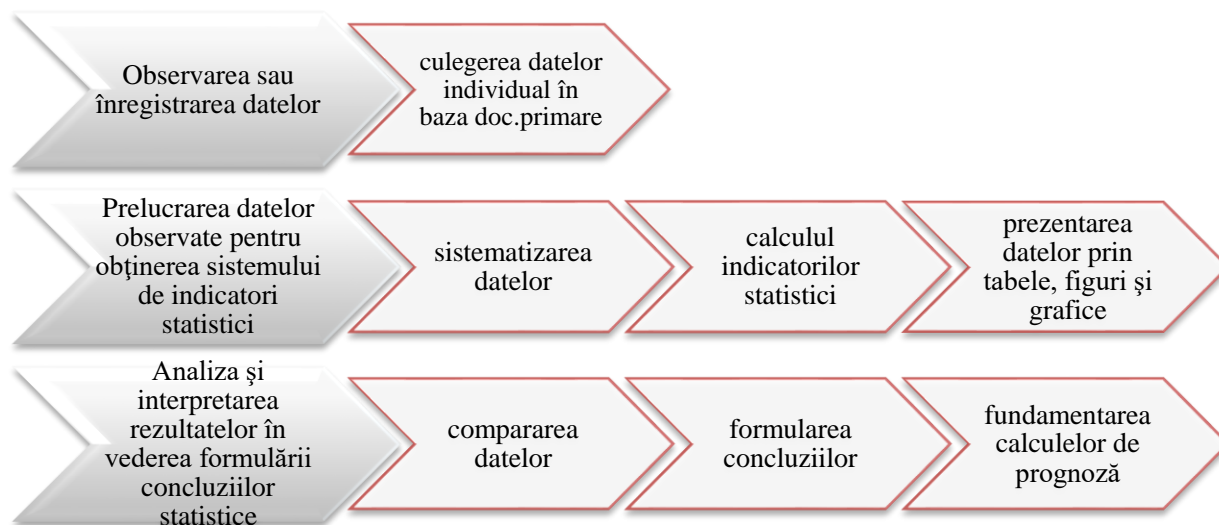 Observarea sau
înregistrarea datelor
culegerea datelor
individual în
baza doc.primare
Prelucrarea datelor
observate pentru
obţinerea sistemului
de indicatori
statistici
sistematizarea
datelor
calculul
indicatorilor
statistici
prezentarea
datelor prin
tabele, figuri şi
grafice
Analiza şi
interpretarea
rezultatelor în
vederea formulării
concluziilor
statistice
compararea
datelor
formularea
concluziilor
fundamentarea
calculelor de
prognoză